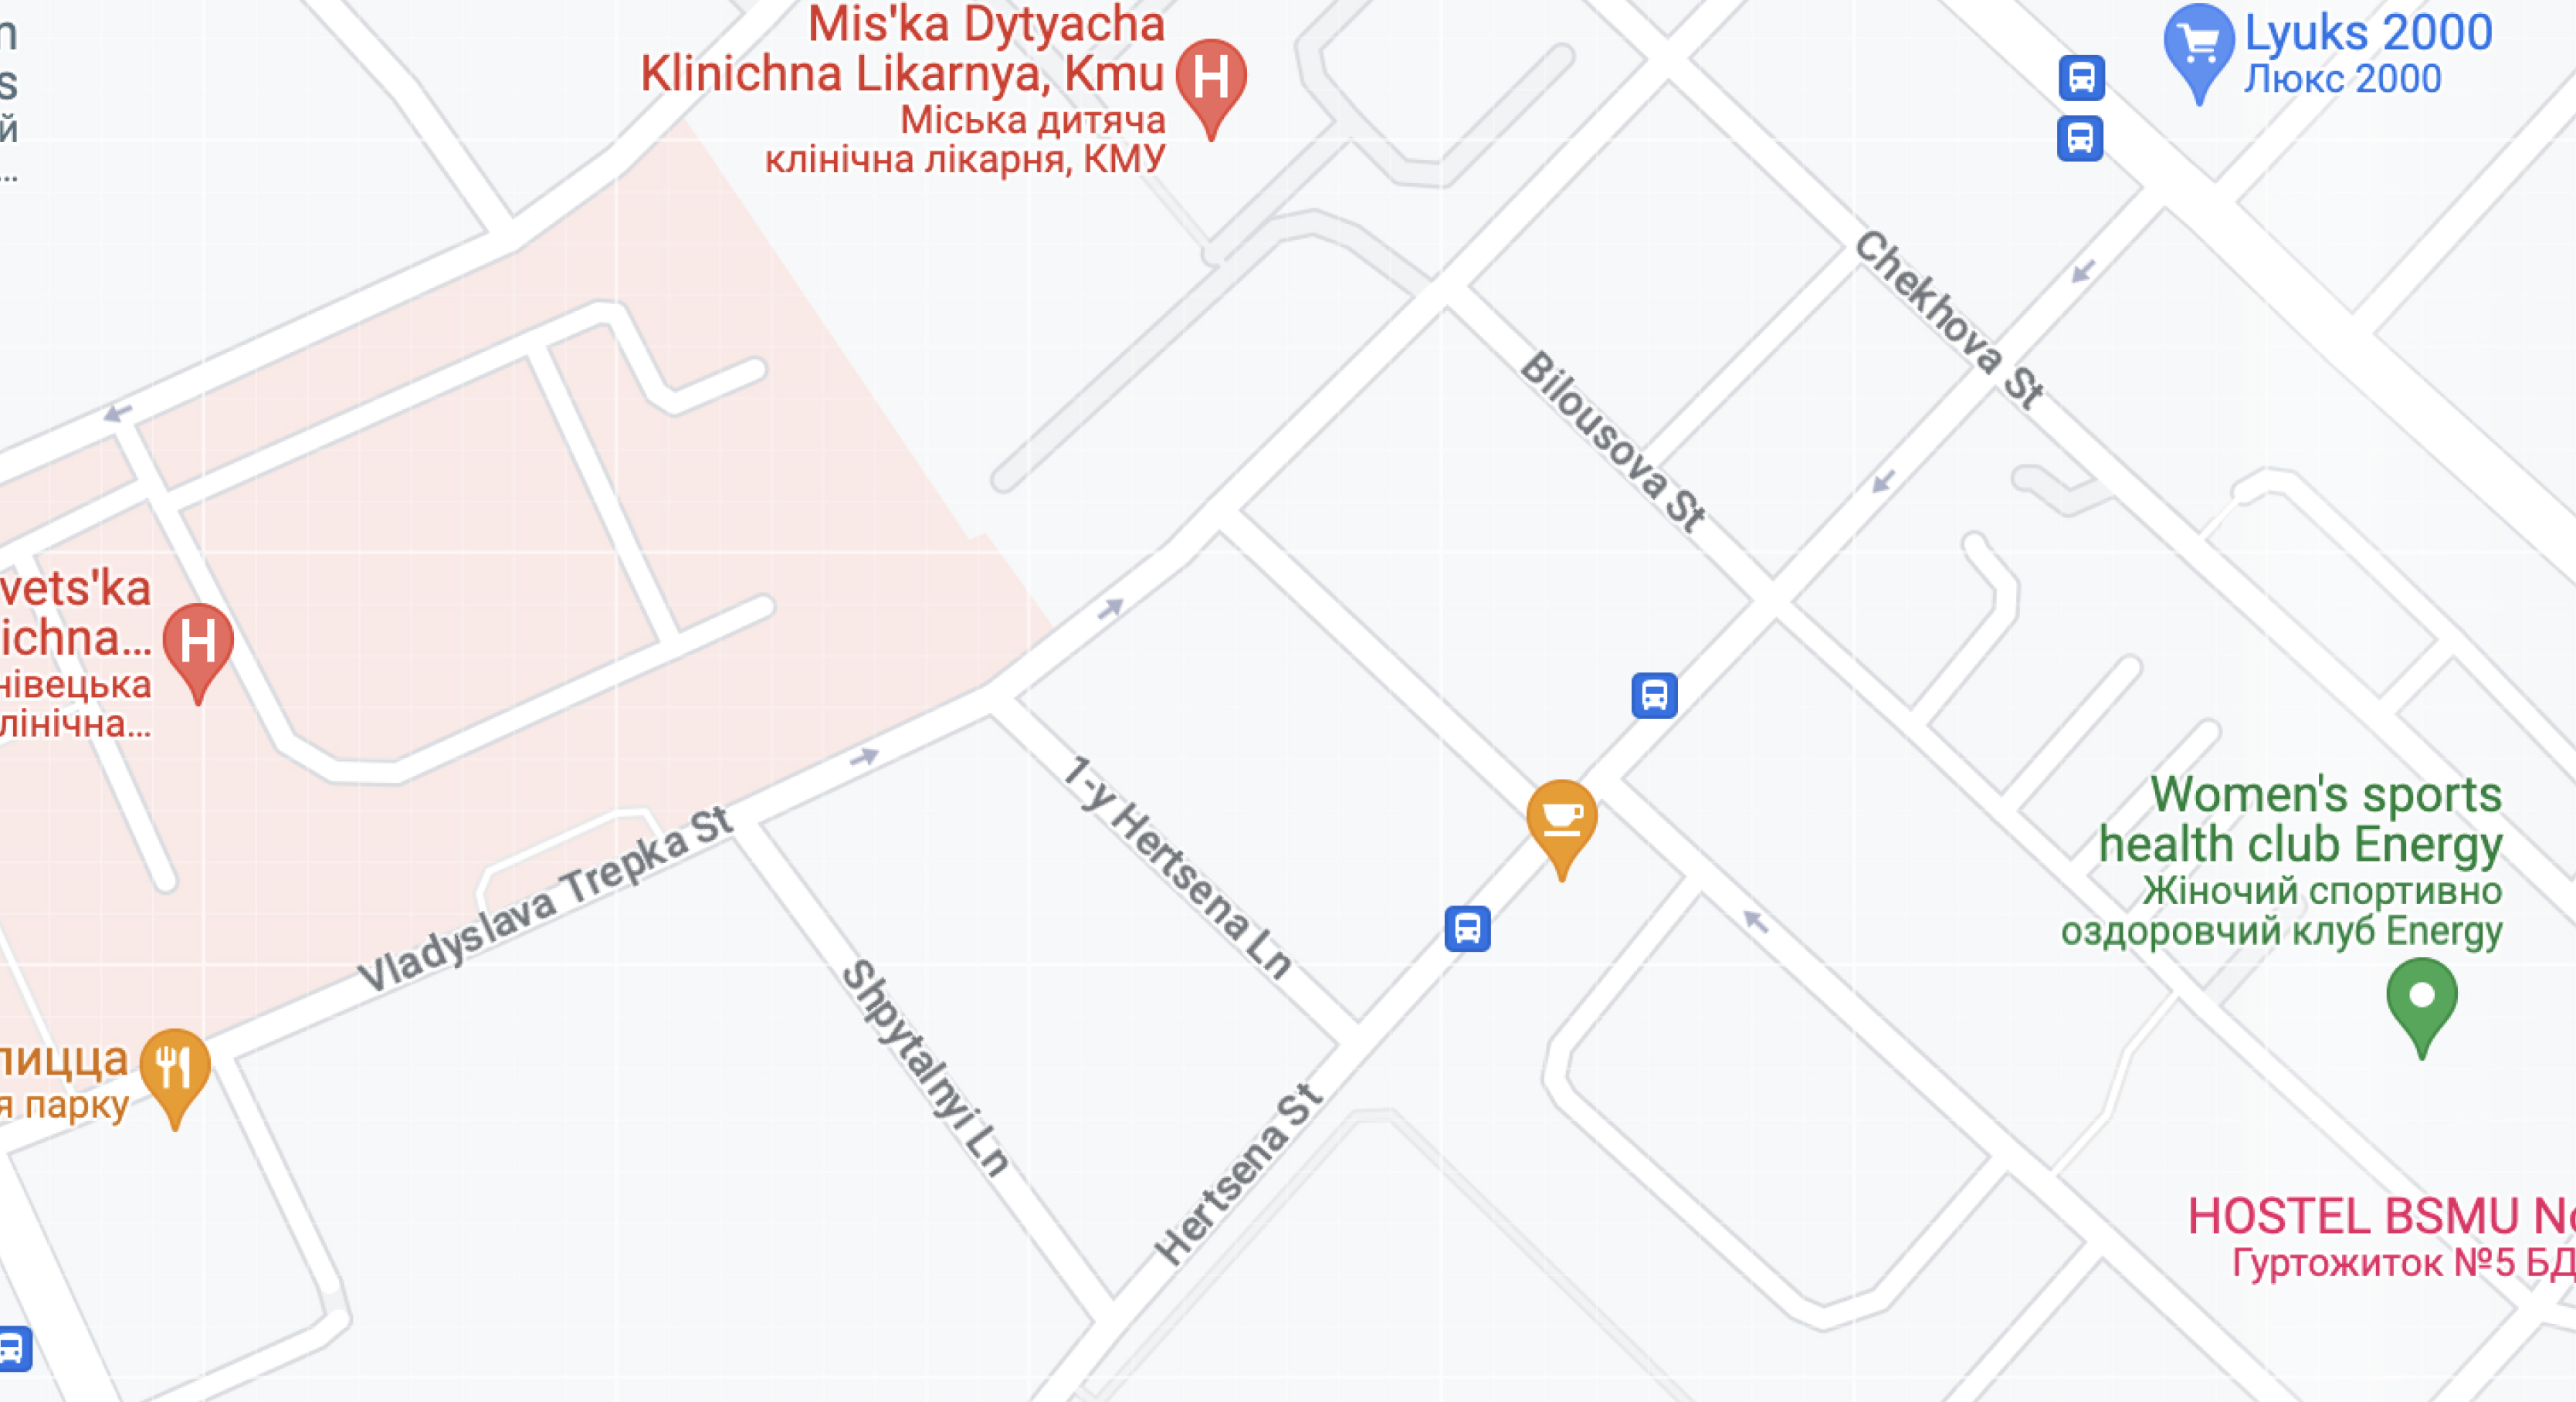 Mis'ka Dytyacha
Klinichna Likarnya, Kmu
Міська дитяча
клінічна лікарня, КМУ
Lyuks 2000
Люкс 2000
n
s
й
...
Chekhova St
Bilousova St
vets'ka
ichna...
нівецька
лінічна...
H
H
1-y Hertsena Ln
Vladyslava Trepka St
Shpytalnyi Ln
Hertsena St
Women's sports
health club Energy
Жіночий спортивно
оздоровчий клуб Energy
пицца
я парку
HOSTEL BSMU No
Гуртожиток №5 БД